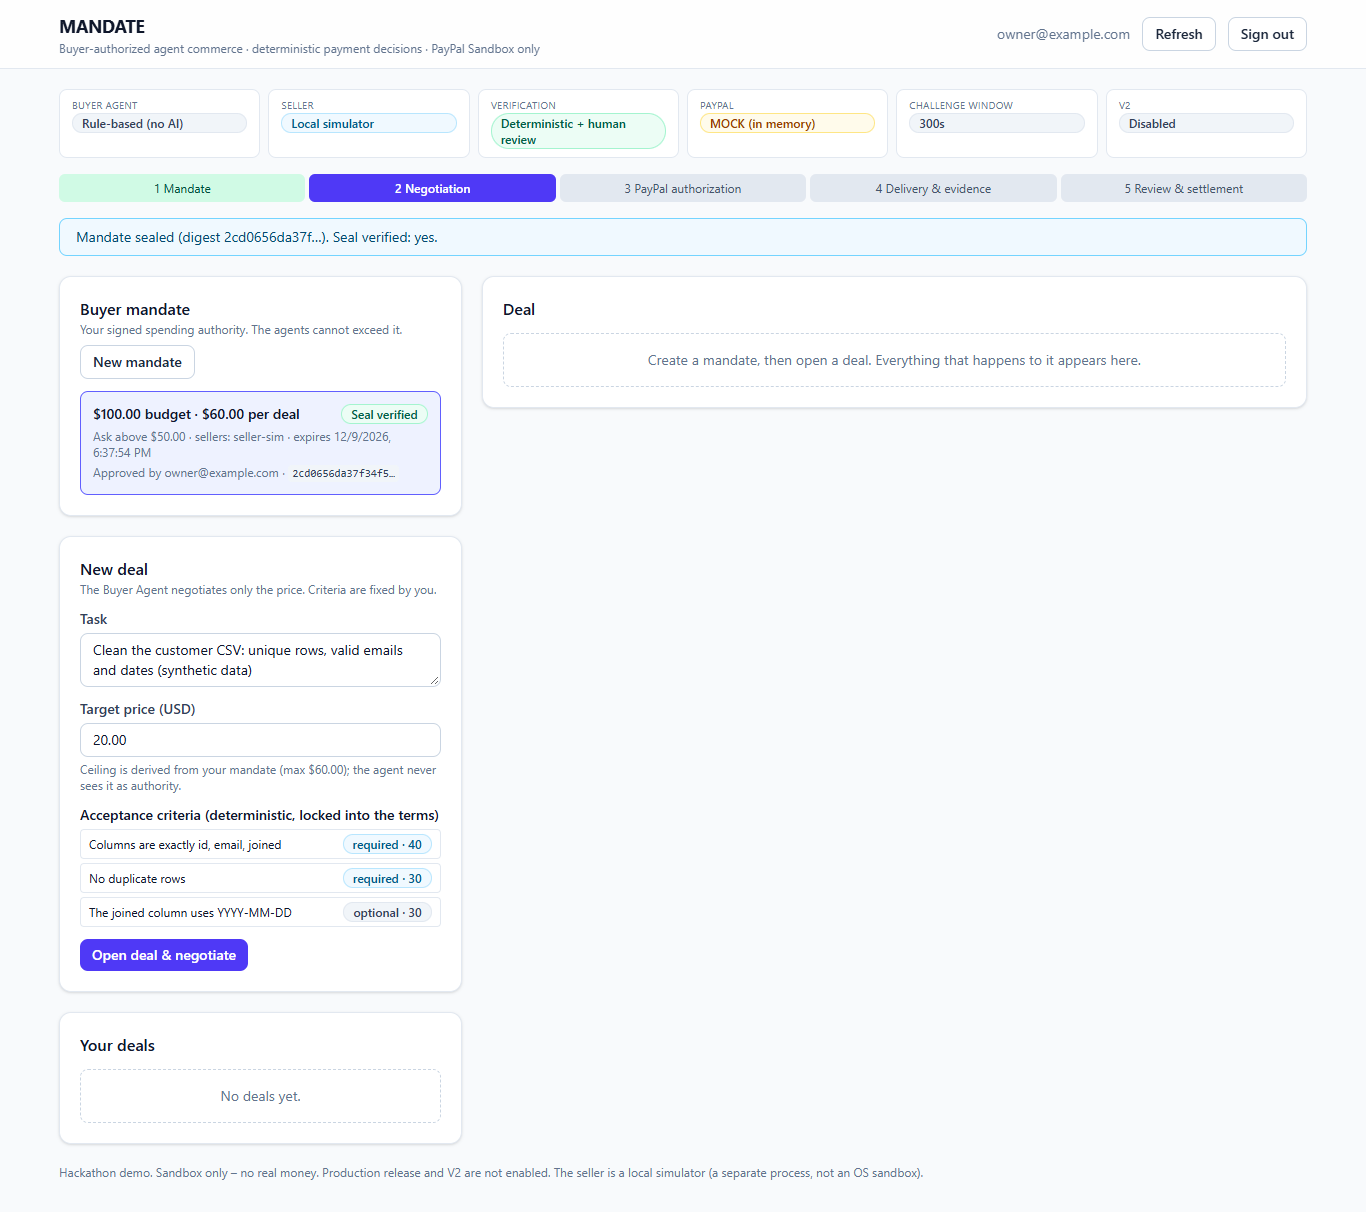 MANDATE
Buyer-authorized agent commerce · deterministic payment decisions · PayPal Sandbox only
owner@example.com
Refresh
Sign out
BUYER AGENT
Rule-based (no AI)
SELLER
Local simulator
VERIFICATION
Deterministic + human
review
PAYPAL
MOCK (in memory)
CHALLENGE WINDOW
300s
V2
Disabled
1 Mandate
2 Negotiation
3 PayPal authorization
4 Delivery & evidence
5 Review & settlement
Mandate sealed (digest 2cd0656da37f…). Seal verified: yes.
Buyer mandate
Your signed spending authority. The agents cannot exceed it.
New mandate
$100.00 budget · $60.00 per deal
Seal verified
Ask above $50.00 · sellers: seller-sim · expires 12/9/2026,
6:37:54 PM
Approved by owner@example.com · 2cd0656da37f34f5…
Deal
Create a mandate, then open a deal. Everything that happens to it appears here.
New deal
The Buyer Agent negotiates only the price. Criteria are fixed by you.
Task
Clean the customer CSV: unique rows, valid emails
and dates (synthetic data)
Target price (USD)
20.00
Ceiling is derived from your mandate (max $60.00); the agent never
sees it as authority.
Acceptance criteria (deterministic, locked into the terms)
Columns are exactly id, email, joined
required · 40
No duplicate rows
required · 30
The joined column uses YYYY-MM-DD
optional · 30
Open deal & negotiate
Your deals
No deals yet.
Hackathon demo. Sandbox only – no real money. Production release and V2 are not enabled. The seller is a local simulator (a separate process, not an OS sandbox).